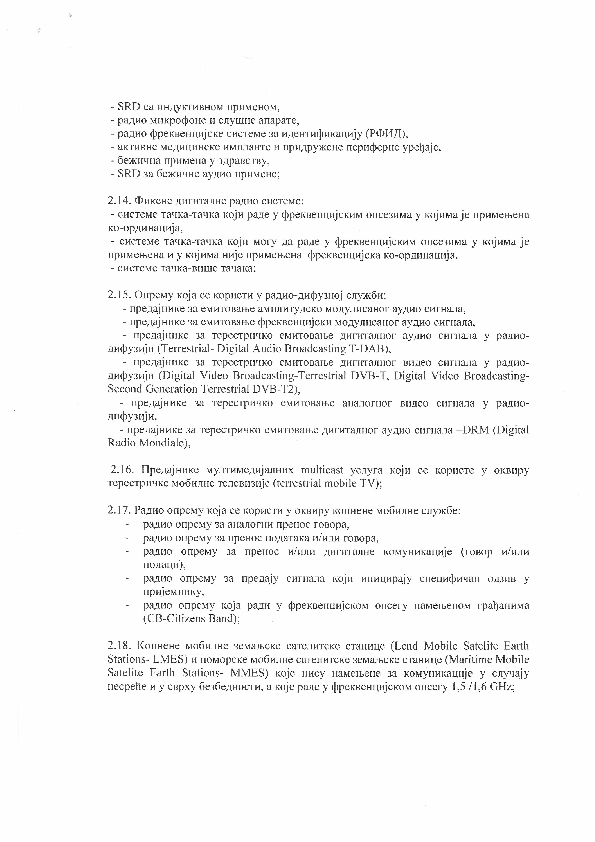 - SRD са индуктивном применом,
- радио микрофоне и слушне апарате,
- радио фреквенцијске системе за идентификацију (РФИД),
- активне медицинске импланте и придружене периферне уређаје,
- бежична примена у здравству,
- SRD за бежичне аудио примене;
2.14. Фиксне дигиталне радио системе:
- системе тачка-тачка који раде у фреквенцијским опсезима у којима је примењена
ко-ординација,
- системе тачка-тачка који могу да раде у фреквенцијским опсезима у којима је
примењена и у којима није примењена фреквенцијска ко-ординација,
- системе тачка-више тачака;
2.15. Опрему која се користи у радио-дифузној служби:
- предајнике за емитовање амплитудско модулисаног аудио сигнала,
- предајнике за емитовање фреквенцијски модулисаног аудио сигнала,
- предајнике за терестричко емитовање дигиталног аудио сигнала у радио-
дифузији (Terrestrial- Digital Audio Broadcasting T-DAB),
- предајнике за терестричко емитовање дигиталног видео сигнала у радио-
дифузији (Digital Video Broadcasting-Terrestrial DVB-T, Digital Video Broadcasting-
Second Generation Terrestrial DVB-T2),
- предајнике за терестричко емитовање аналогног видео сигнала у радио-
дифузији,
- предајнике за терестричко емитовање дигиталног аудио сигнала –DRM (Digital
Radio Mondiale),
2.16. Предајнике мултимедијалних multicast услуга који се користе у оквиру
терестричке мобилне телевизије (terrestrial mobile TV);
2.17. Радио опрему која се користи у оквиру копнене мобилне службе:
- радио опрему за аналогни пренос говора,
- радио опрему за пренос података и/или говора,
- радио опрему за пренос и/или дигиталне комуникације (говор и/или
подаци),
- радио опрему за предају сигнала који иницирају специфичан одзив у
пријемнику,
- радио опрему која ради у фреквенцијском опсегу намењеном грађанима
(CB-Citizens Band);
2.18. Копнене мобилне земаљске сателитске станице (Lend Mobile Satelite Earth
Stations- LMES) и поморске мобилне сателитске земаљске станице (Maritime Mobile
Satelite Earth Stations- MMES) које нису намењене за комуникације у случају
несреће и у сврху безбедности, а које раде у фреквенцијском опсегу 1,5 /1,6 GHz;